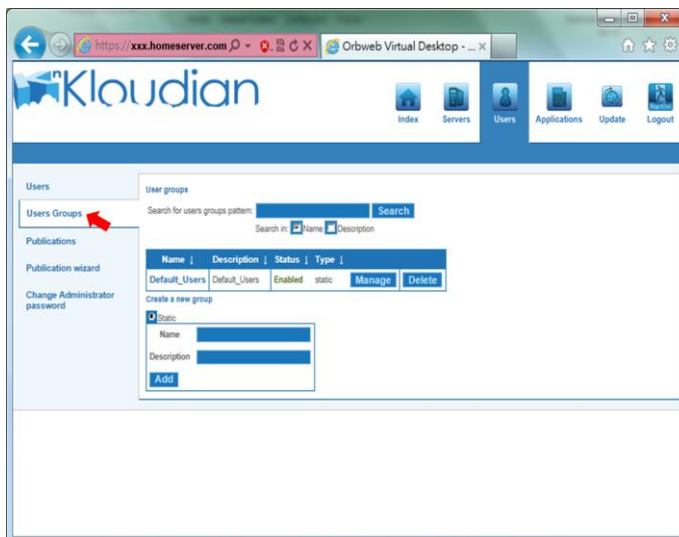 https://xxx.homeserver.com
Orbweb Virtual Desktop - ...
nKloudian
Index
Servers
Users
Applications
Update
Logout
Users
Users Groups
Publications
Publication wizard
Change Administrator
password
User groups
Search for users groups pattern:
Search
Search in: Name Description
Name Description Status Type
Default_Users Default_Users Enabled static Manage Delete
Create a new group
Static
Name
Description
Add